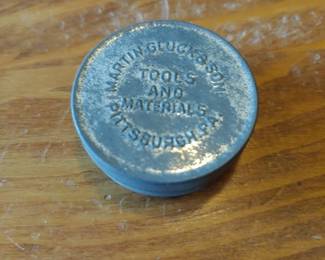 MARTIN GLUCK & SON
TOOLS
AND
MATERIALS
PITTSBURGH, PA.